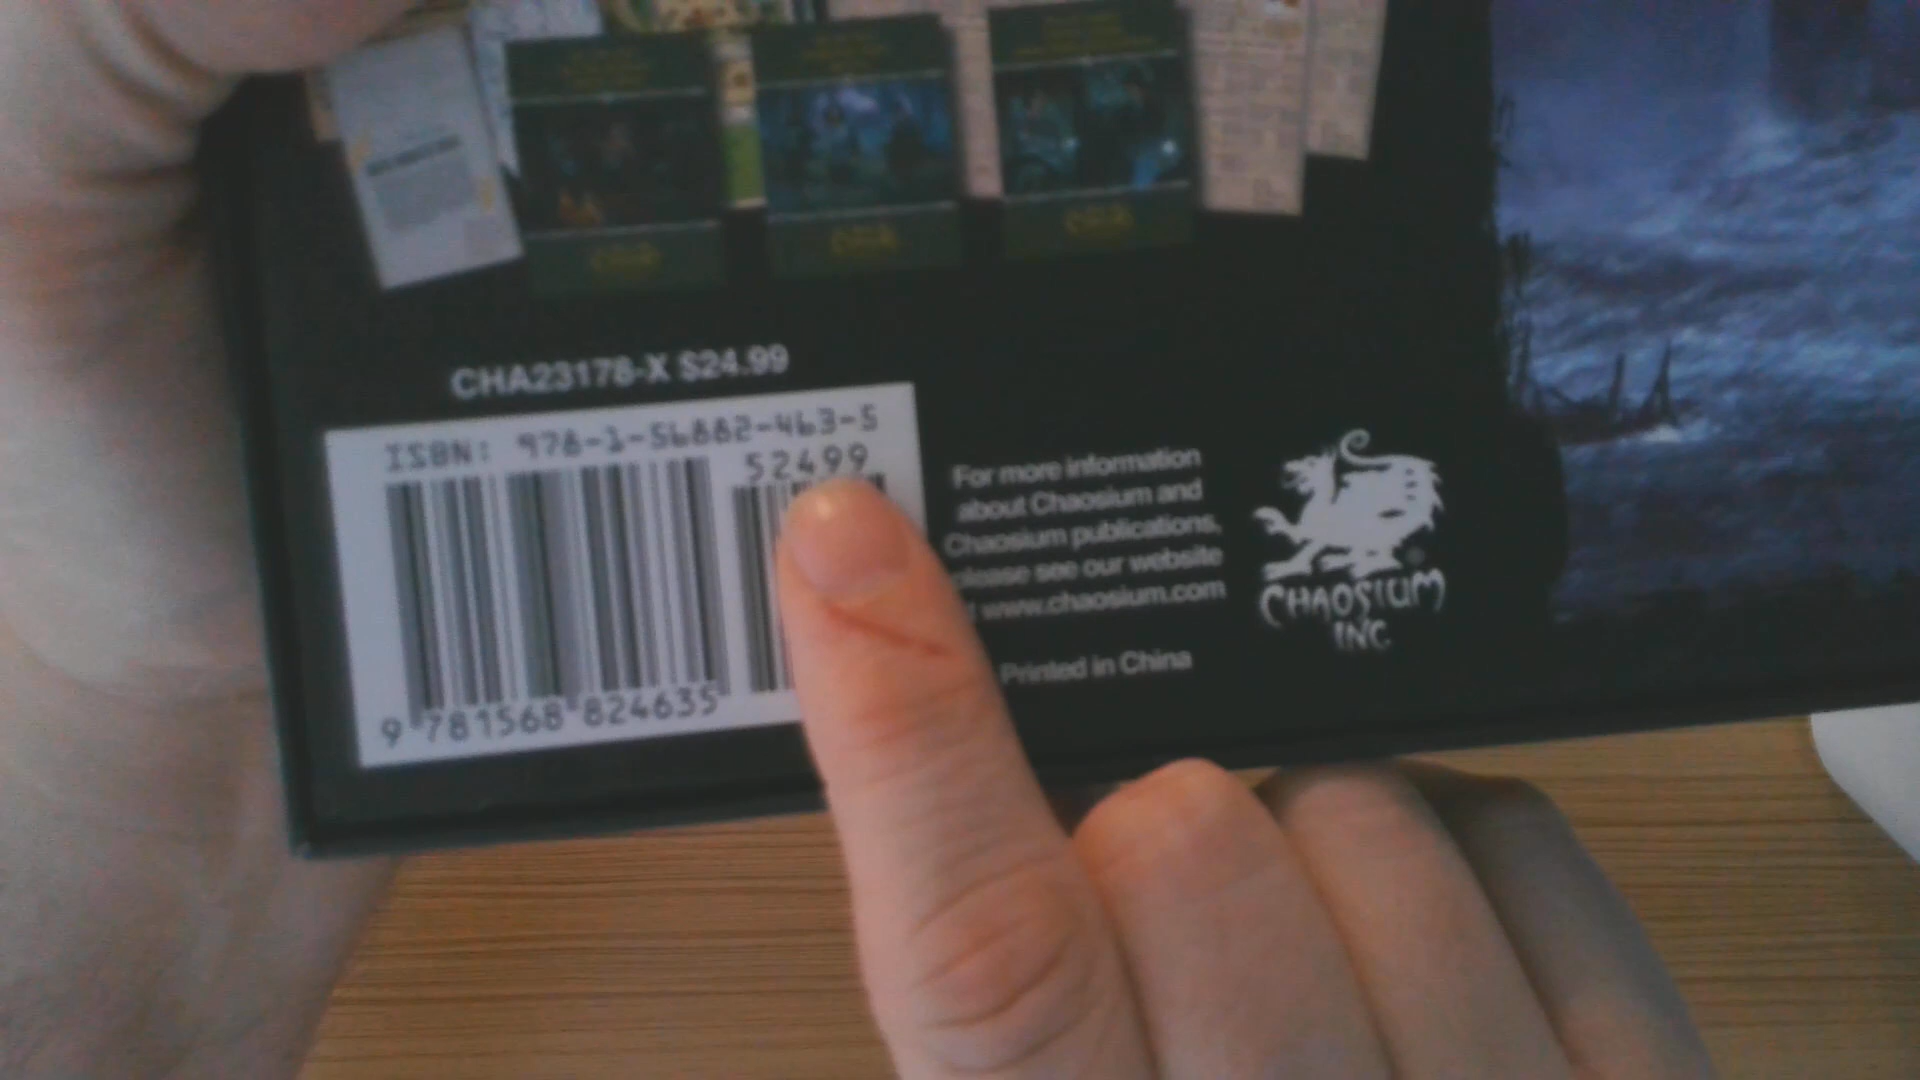 CHA23178-X $24.99
ISBN: 978-1-56882-463-5
52499
9 781568 824635
For more information
about Chaosium and
Chaosium publications,
please see our website
www.chaosium.com
Printed in China
CHAOSIUM
INC